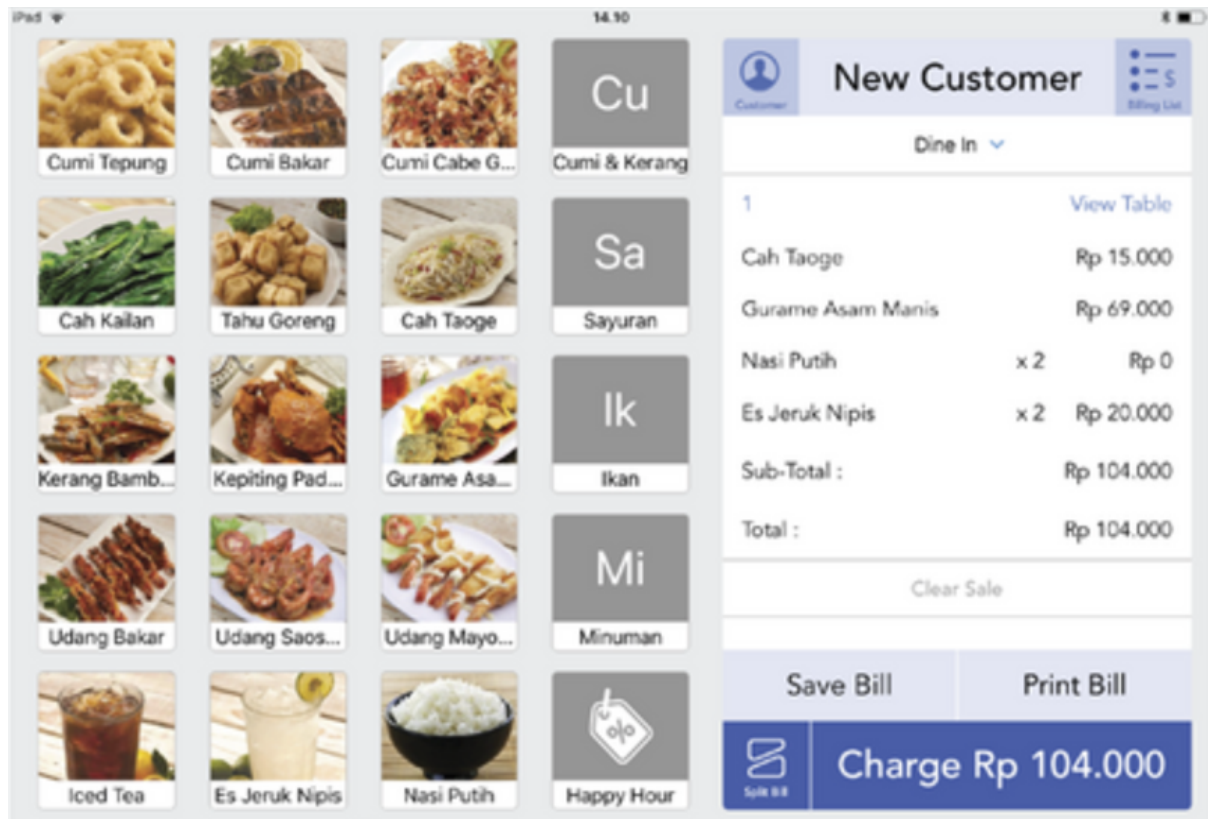 iPad
14.10
Cu
Cumi Tepung
Cumi Bakar
Cumi Cabe G...
Cumi & Kerang
Sa
Cah Kailan
Tahu Goreng
Cah Taoge
Sayuran
Ik
Kerang Bamb...
Kepiting Pad...
Gurame Asa...
Ikan
Mi
Udang Bakar
Udang Saos...
Udang Mayo...
Minuman
%
Iced Tea
Es Jeruk Nipis
Nasi Putih
Happy Hour
Customer
New Customer
$
Billing List
Dine In
1 View Table
Cah Taoge Rp 15.000
Gurame Asam Manis Rp 69.000
Nasi Putih x 2 Rp 0
Es Jeruk Nipis x 2 Rp 20.000
Sub-Total : Rp 104.000
Total : Rp 104.000
Clear Sale
Save Bill
Print Bill
Split Bill
Charge Rp 104.000